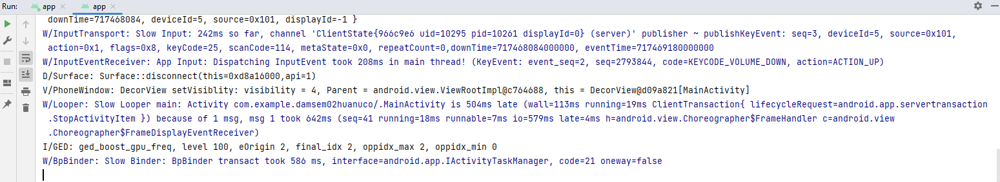 Run: app app
downTime=717468084, deviceId=5, source=0x101, displayId=-1 }
W/InputTransport: Slow Input: 242ms so far, channel 'ClientState{966c9e6 uid=10295 pid=10261 displayId=0} (server)' publisher ~ publishKeyEvent: seq=3, deviceId=5, source=0x101,
action=0x1, flags=0x8, keyCode=25, scanCode=114, metaState=0x0, repeatCount=0,downTime=717468084000000, eventTime=717469180000000
W/InputEventReceiver: App Input: Dispatching InputEvent took 208ms in main thread! (KeyEvent: event_seq=2, seq=2793844, code=KEYCODE_VOLUME_DOWN, action=ACTION_UP)
D/Surface: Surface::disconnect(this=0xd8a16000,api=1)
V/PhoneWindow: DecorView setVisiblity: visibility = 4, Parent = android.view.ViewRootImpl@c764688, this = DecorView@d09a821[MainActivity]
W/Looper: Slow Looper main: Activity com.example.damsem02huanuco/.MainActivity is 504ms late (wall=113ms running=19ms ClientTransaction{ lifecycleRequest=android.app.servertransaction
.StopActivityItem }) because of 1 msg, msg 1 took 642ms (seq=41 running=18ms runnable=7ms io=579ms late=4ms h=android.view.Choreographer$FrameHandler c=android.view
.Choreographer$FrameDisplayEventReceiver)
I/GED: ged_boost_gpu_freq, level 100, eOrigin 2, final_idx 2, oppidx_max 2, oppidx_min 0
W/BpBinder: Slow Binder: BpBinder transact took 586 ms, interface=android.app.IActivityTaskManager, code=21 oneway=false